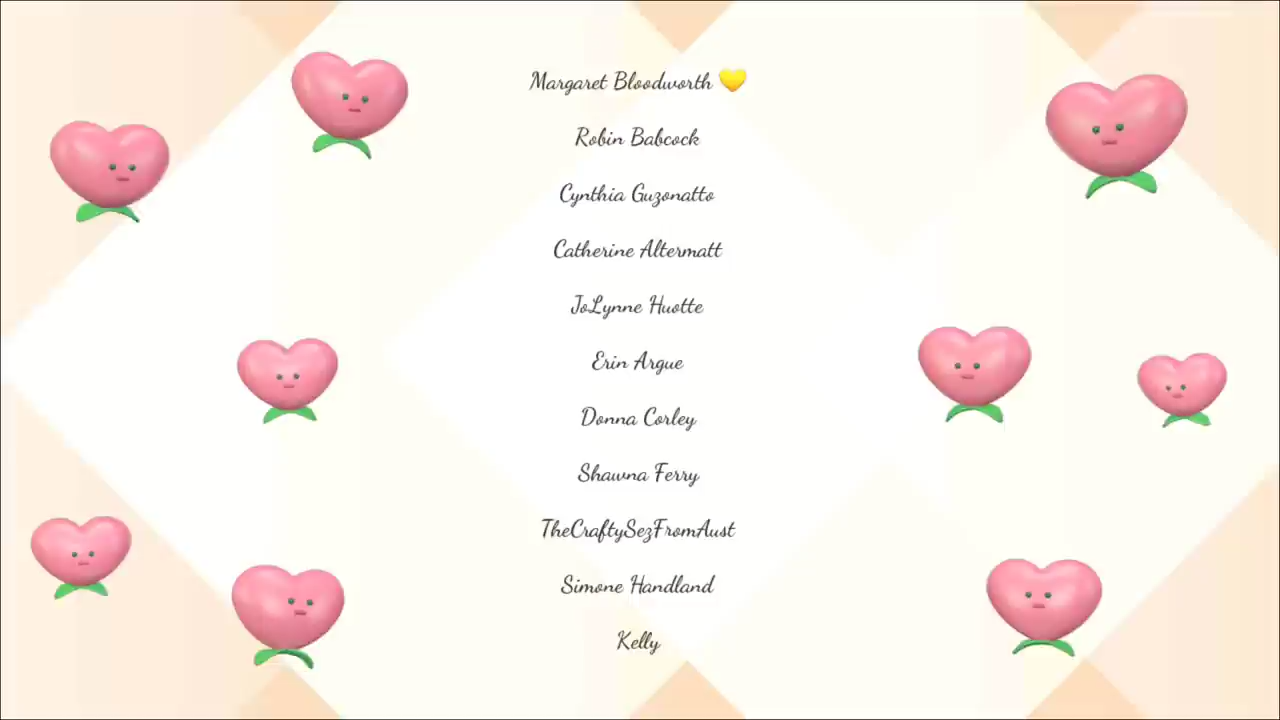 Margaret Bloodworth 💛
Robin Babcock
Cynthia Guzonatto
Catherine Altermatt
JoLynne Huotte
Erin Argue
Donna Corley
Shawna Ferry
TheCraftySezFromAust
Simone Handland
Kelly